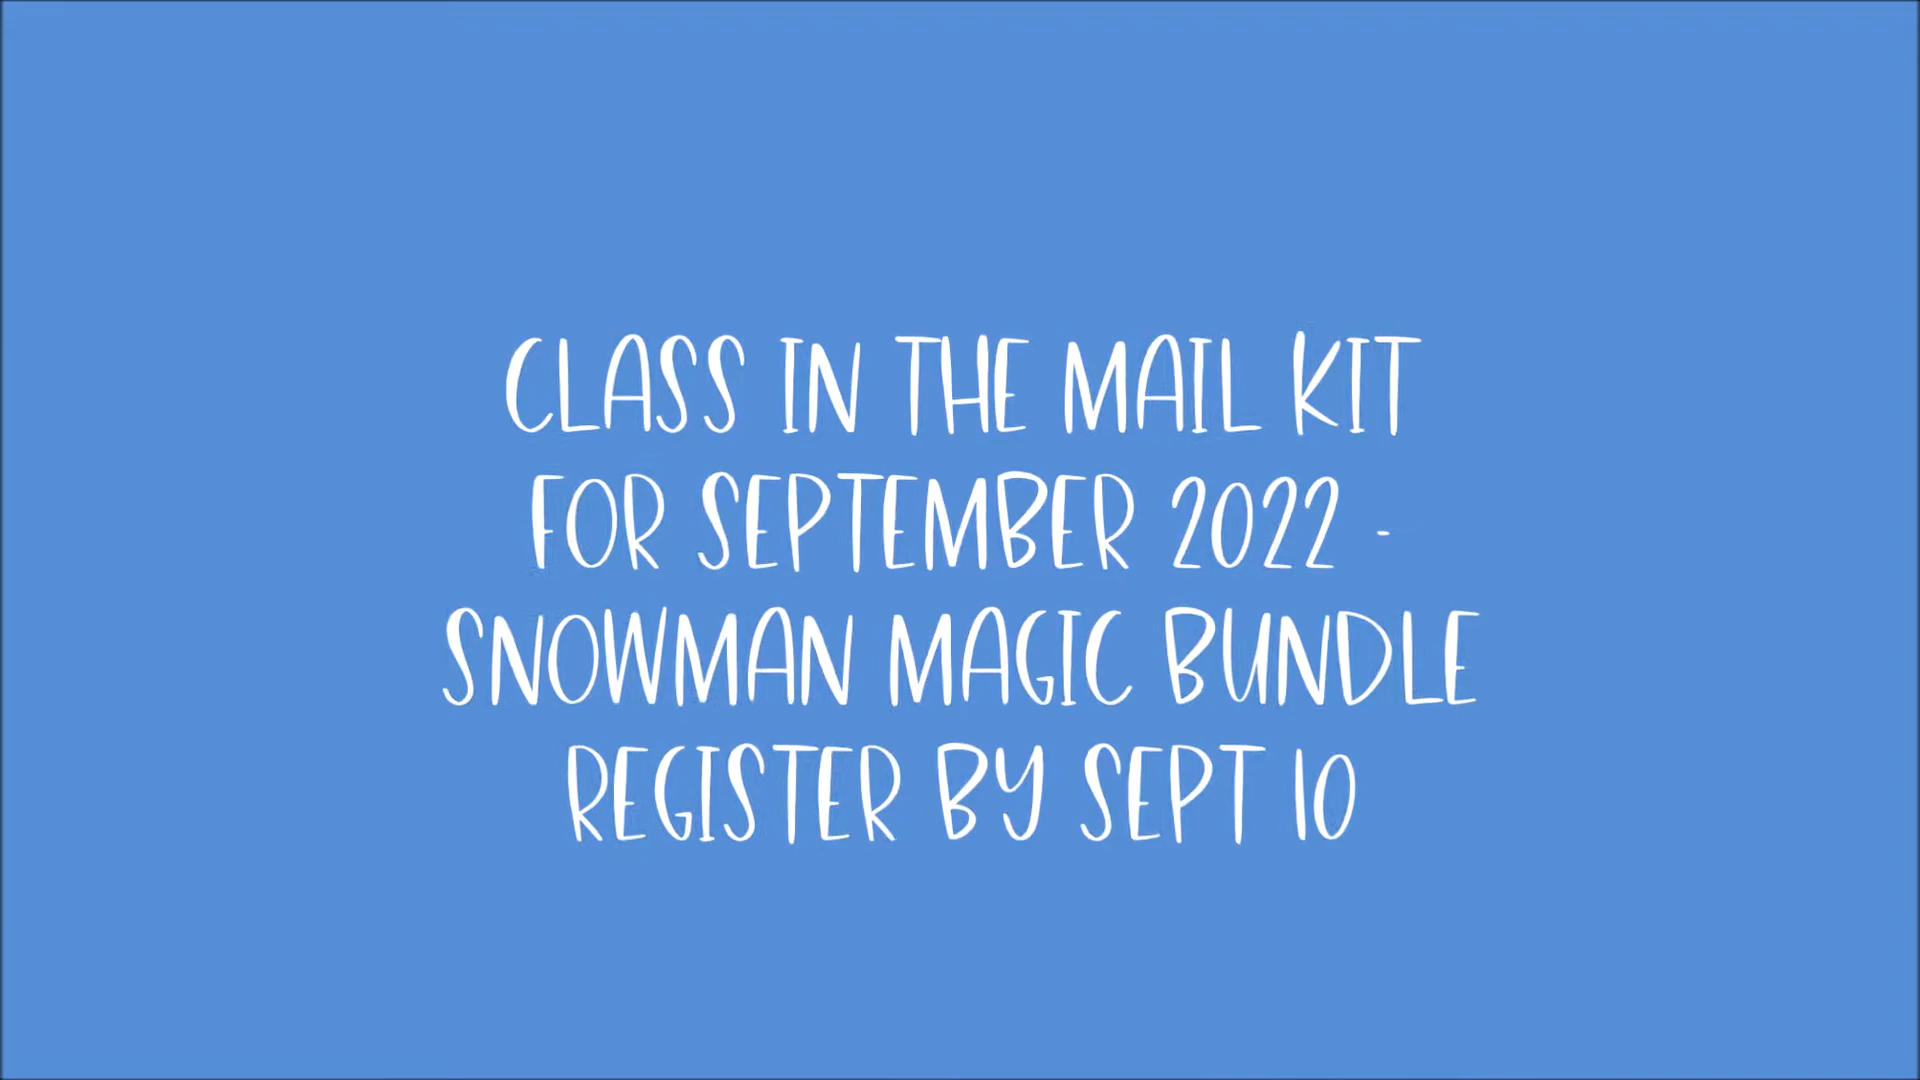 CLASS IN THE MAIL KIT
FOR SEPTEMBER 2022 -
SNOWMAN MAGIC BUNDLE
REGISTER BY SEPT 10